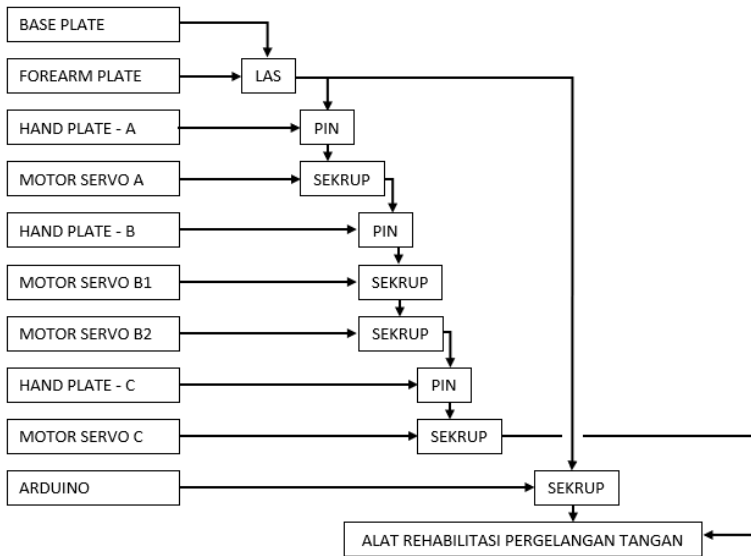 BASE PLATE
FOREARM PLATE
LAS
HAND PLATE - A
PIN
MOTOR SERVO A
SEKRUP
HAND PLATE - B
PIN
MOTOR SERVO B1
SEKRUP
MOTOR SERVO B2
SEKRUP
HAND PLATE - C
PIN
MOTOR SERVO C
SEKRUP
ARDUINO
SEKRUP
ALAT REHABILITASI PERGELANGAN TANGAN